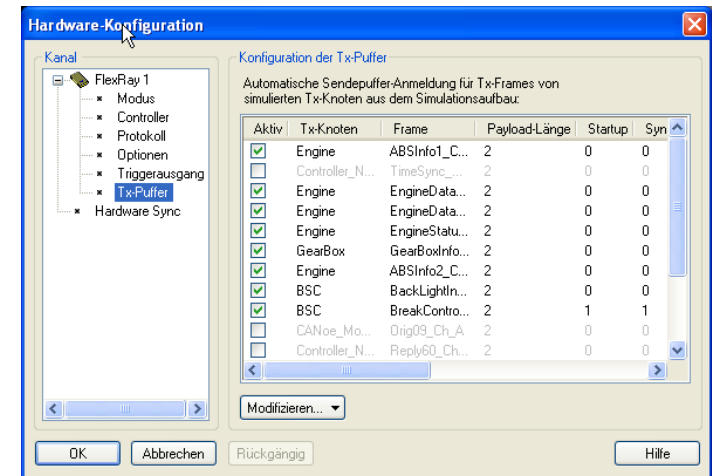 Hardware-Konfiguration
Kanal
FlexRay 1
Modus
Controller
Protokoll
Optionen
Triggerausgang
Tx-Puffer
Hardware Sync
Konfiguration der Tx-Puffer
Automatische Sendepuffer-Anmeldung für Tx-Frames von
simulierten Tx-Knoten aus dem Simulationsaufbau:
Aktiv Tx-Knoten Frame Payload-Länge Startup Syn
Engine ABSInfo1_C... 2 0 0
Controller_N... TimeSync_... 2 0 0
Engine EngineData... 2 0 0
Engine EngineData... 2 0 0
Engine EngineStatu... 2 0 0
GearBox GearBoxInfo... 2 0 0
Engine ABSInfo2_C... 2 0 0
BSC BackLightIn... 2 0 0
BSC BreakContro... 2 1 1
CANoe_Mo... Orig09_Ch_A 2 0 0
Controller_N... Reply60_Ch... 2 0 0
Modifizieren...
OK Abbrechen Rückgängig Hilfe